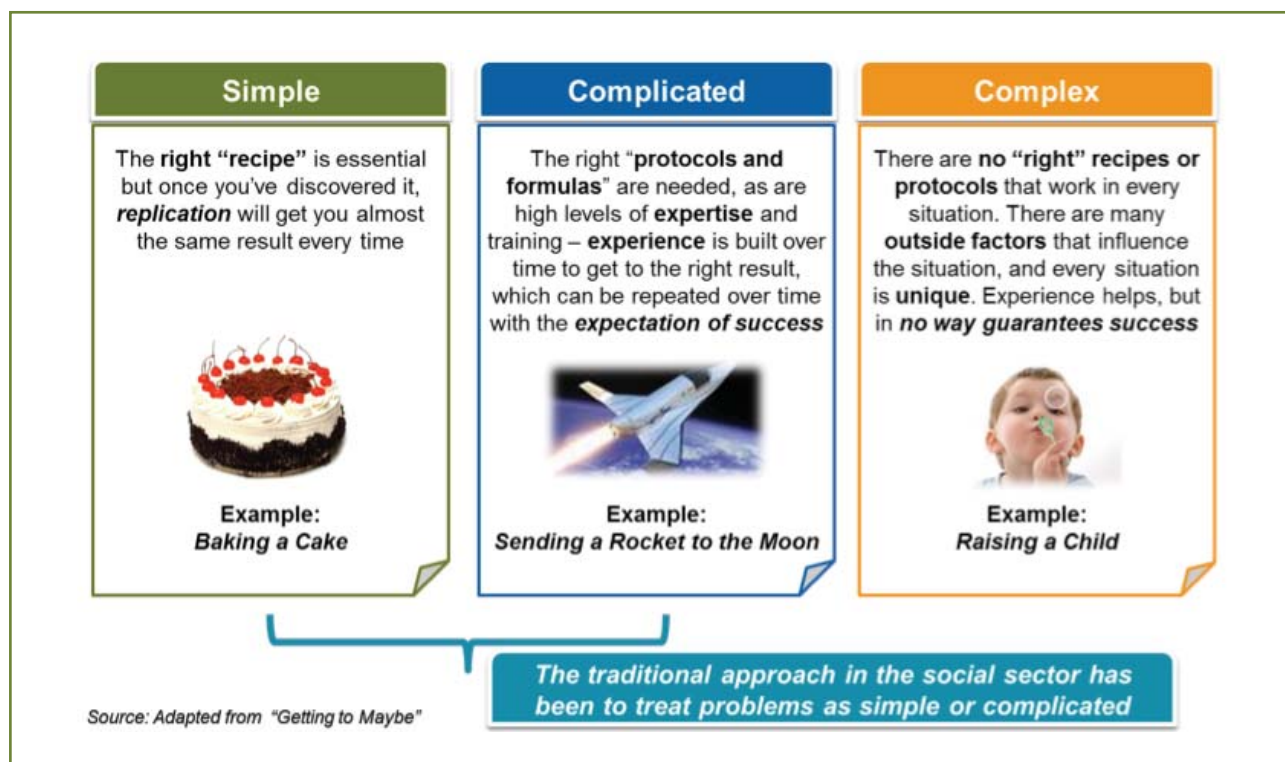 Simple
The right “recipe” is essential
but once you’ve discovered it,
replication will get you almost
the same result every time
Example:
Baking a Cake
Complicated
The right “protocols and
formulas” are needed, as are
high levels of expertise and
training – experience is built over
time to get to the right result,
which can be repeated over time
with the expectation of success
Example:
Sending a Rocket to the Moon
Complex
There are no “right” recipes or
protocols that work in every
situation. There are many
outside factors that influence
the situation, and every situation
is unique. Experience helps, but
in no way guarantees success
Example:
Raising a Child
The traditional approach in the social sector has
been to treat problems as simple or complicated
Source: Adapted from “Getting to Maybe”